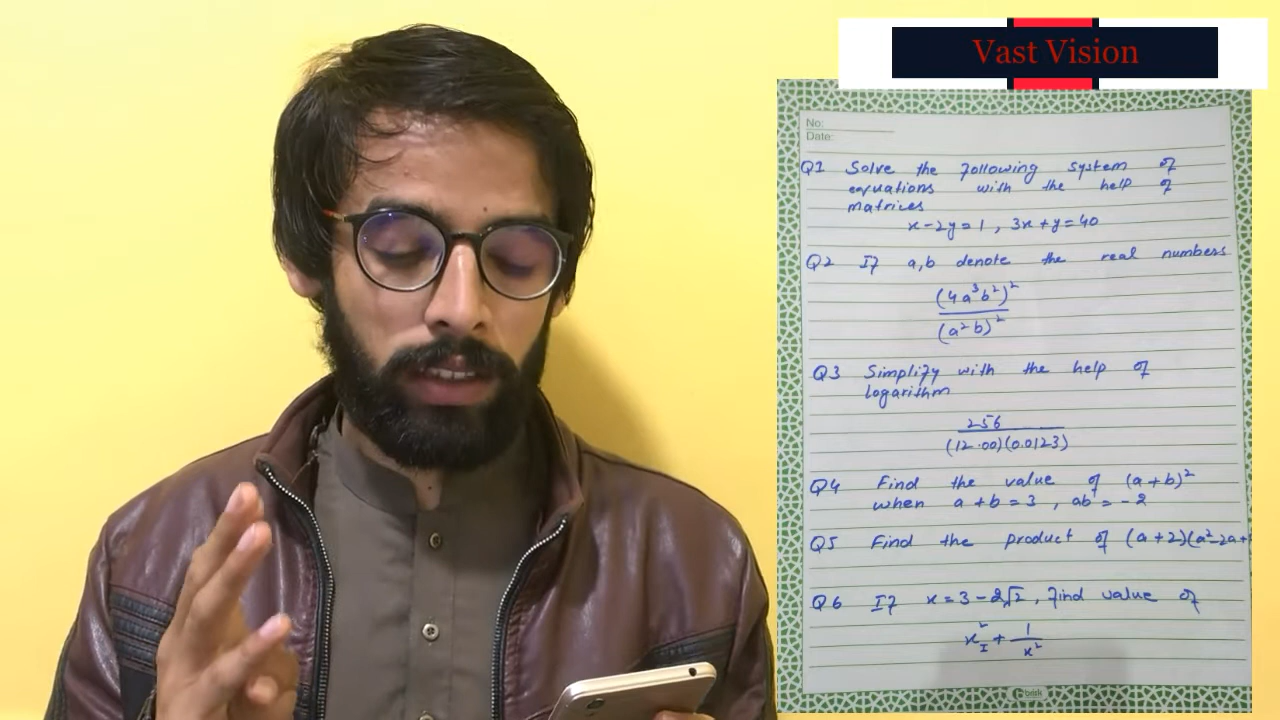 Vast Vision
No:
Date:
Q1 Solve the following system of
equations with the help of
matrices
x-2y=1 , 3x+y=40
Q2 If a,b denote the real numbers
(4a³b²)²
(a²b)²
Q3 Simplify with the help of
logarithm
256
(12.00)(0.0123)
Q4 Find the value of (a+b)²
when a+b=3 , ab=-2
Q5 Find the product of (a+2)(a²-2a+
Q6 If x=3-2√2, find value of
x² + 1
x²